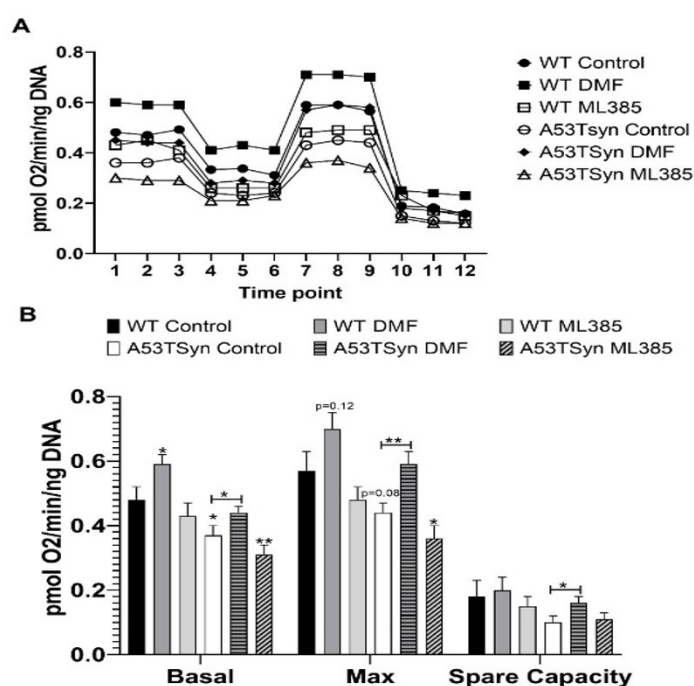 A
pmol O2/min/ng DNA
0.8
0.6
0.4
0.2
0.0
1 2 3 4 5 6 7 8 9 10 11 12
Time point
WT Control
WT DMF
WT ML385
A53Tsyn Control
A53TSyn DMF
A53TSyn ML385
B
WT Control WT DMF WT ML385
A53TSyn Control A53TSyn DMF A53TSyn ML385
pmol O2/min/ng DNA
0.8
0.6
0.4
0.2
0.0
*
*
*
**
p=0.12
**
p=0.08
*
*
Basal Max Spare Capacity